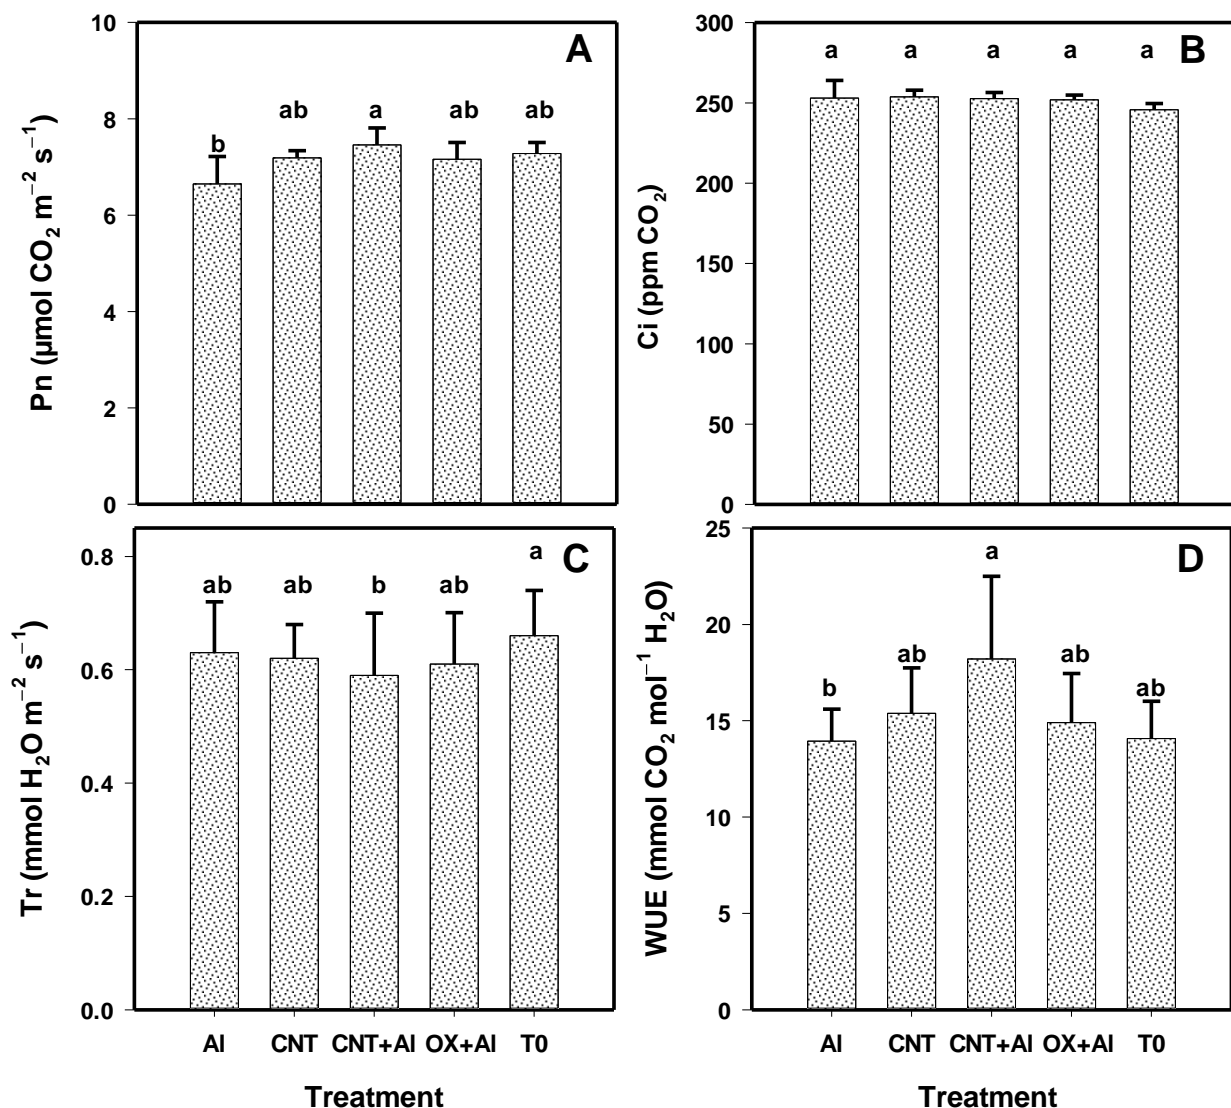 A
Pn (µmol CO₂ m⁻² s⁻¹)
10
8
6
4
2
0
b
ab
a
ab
ab
B
Ci (ppm CO₂)
300
250
200
150
100
50
0
a
a
a
a
a
C
Tr (mmol H₂O m⁻² s⁻¹)
0.8
0.6
0.4
0.2
0.0
ab
ab
b
ab
a
Al CNT CNT+Al OX+Al T0
Treatment
D
WUE (mmol CO₂ mol⁻¹ H₂O)
25
20
15
10
5
0
b
ab
a
ab
ab
Al CNT CNT+Al OX+Al T0
Treatment